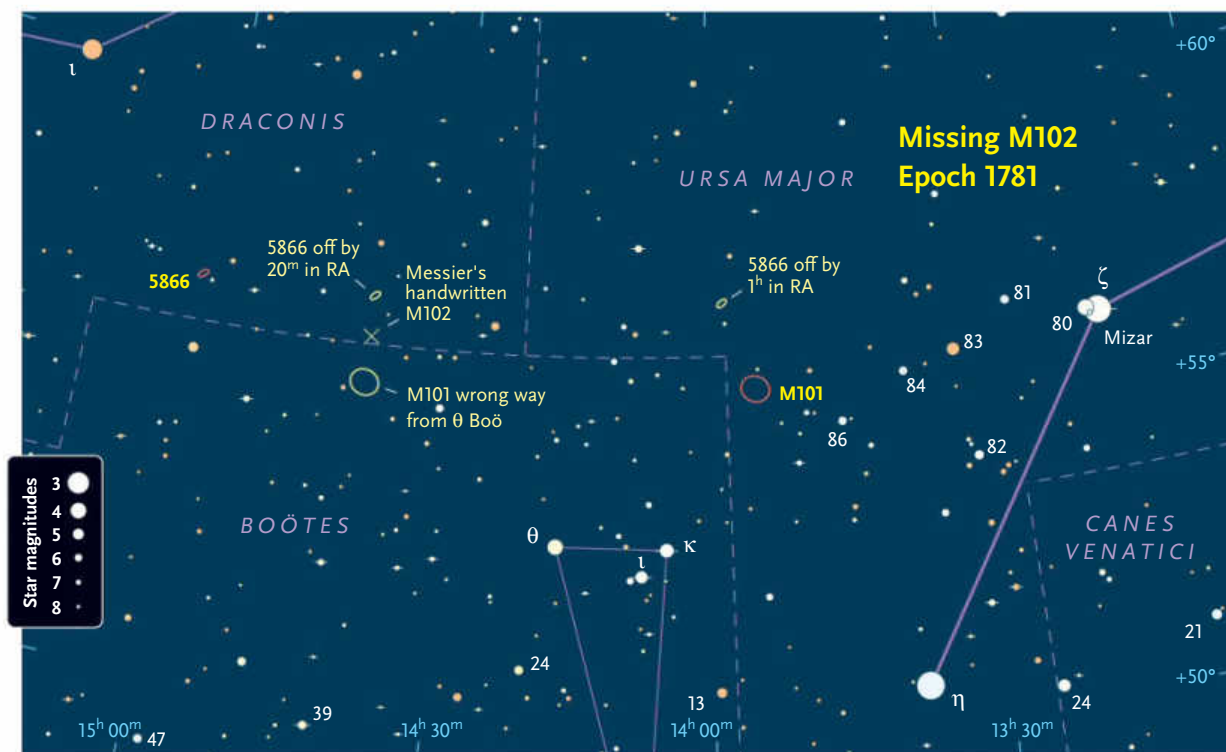 +60°
ι
DRACONIS
Missing M102
Epoch 1781
URSA MAJOR
5866 off by
20ᵐ in RA
5866
Messier's
handwritten
M102
5866 off by
1ʰ in RA
81
ζ
80
Mizar
83
+55°
84
M101 wrong way
from θ Boö
M101
86
82
Star magnitudes
3
4
5
6
7
8
BOÖTES
CANES
VENATICI
θ
κ
ι
21
24
13
η
24
+50°
39
47
15ʰ 00ᵐ
14ʰ 30ᵐ
14ʰ 00ᵐ
13ʰ 30ᵐ